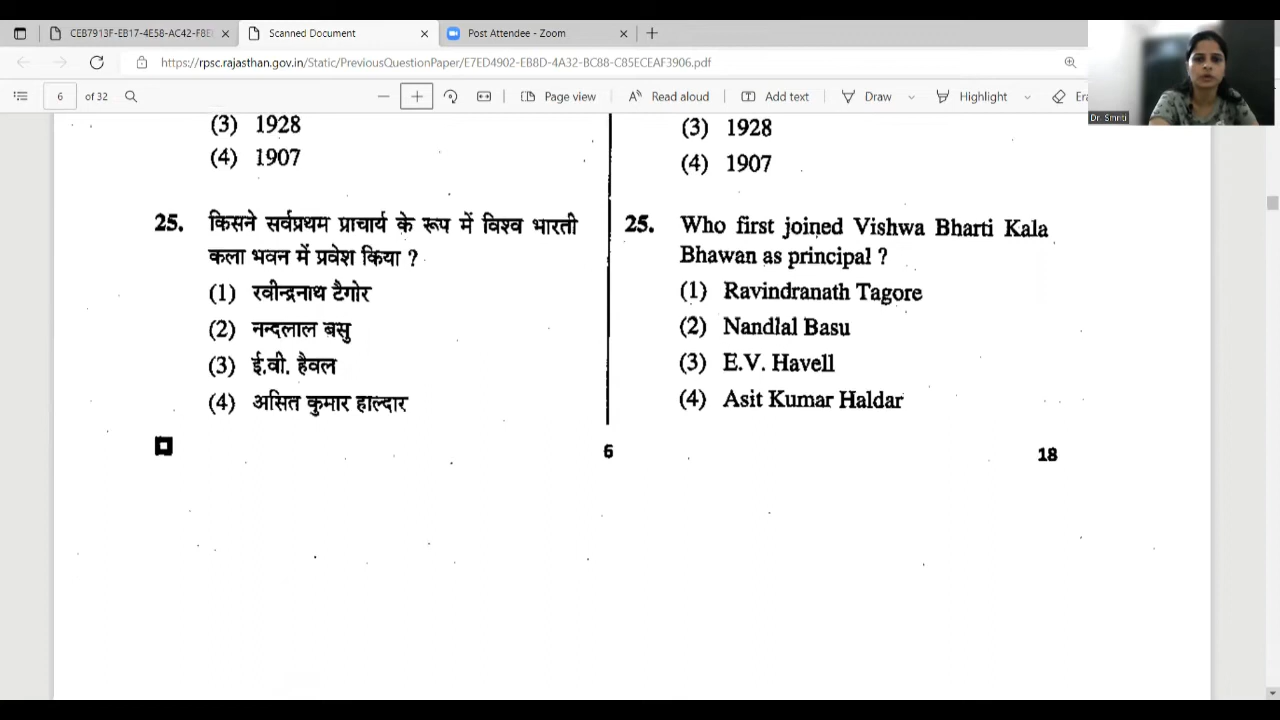 CEB7913F-EB17-4E58-AC42-F8E
Scanned Document
Post Attendee - Zoom
https://rpsc.rajasthan.gov.in/Static/PreviousQuestionPaper/E7ED4902-EB8D-4A32-BC88-C85ECEAF3906.pdf
6 of 32
Page view
Read aloud
Add text
Draw
Highlight
Era
Dr. Smriti
(3) 1928
(4) 1907
25. किसने सर्वप्रथम प्राचार्य के रूप में विश्व भारती
कला भवन में प्रवेश किया ?
(1) रवीन्द्रनाथ टैगोर
(2) नन्दलाल बसु
(3) ई.वी. हैवल
(4) असित कुमार हाल्दार
(3) 1928
(4) 1907
25. Who first joined Vishwa Bharti Kala
Bhawan as principal ?
(1) Ravindranath Tagore
(2) Nandlal Basu
(3) E.V. Havell
(4) Asit Kumar Haldar
6
18